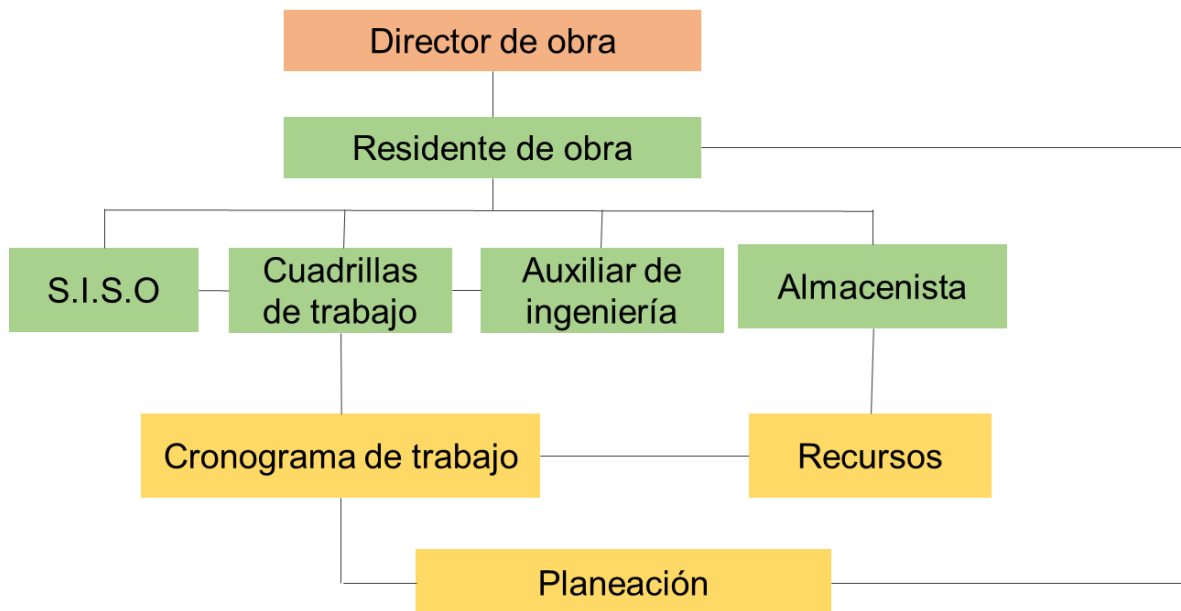 Director de obra
Residente de obra
S.I.S.O
Cuadrillas
de trabajo
Auxiliar de
ingeniería
Almacenista
Cronograma de trabajo
Recursos
Planeación